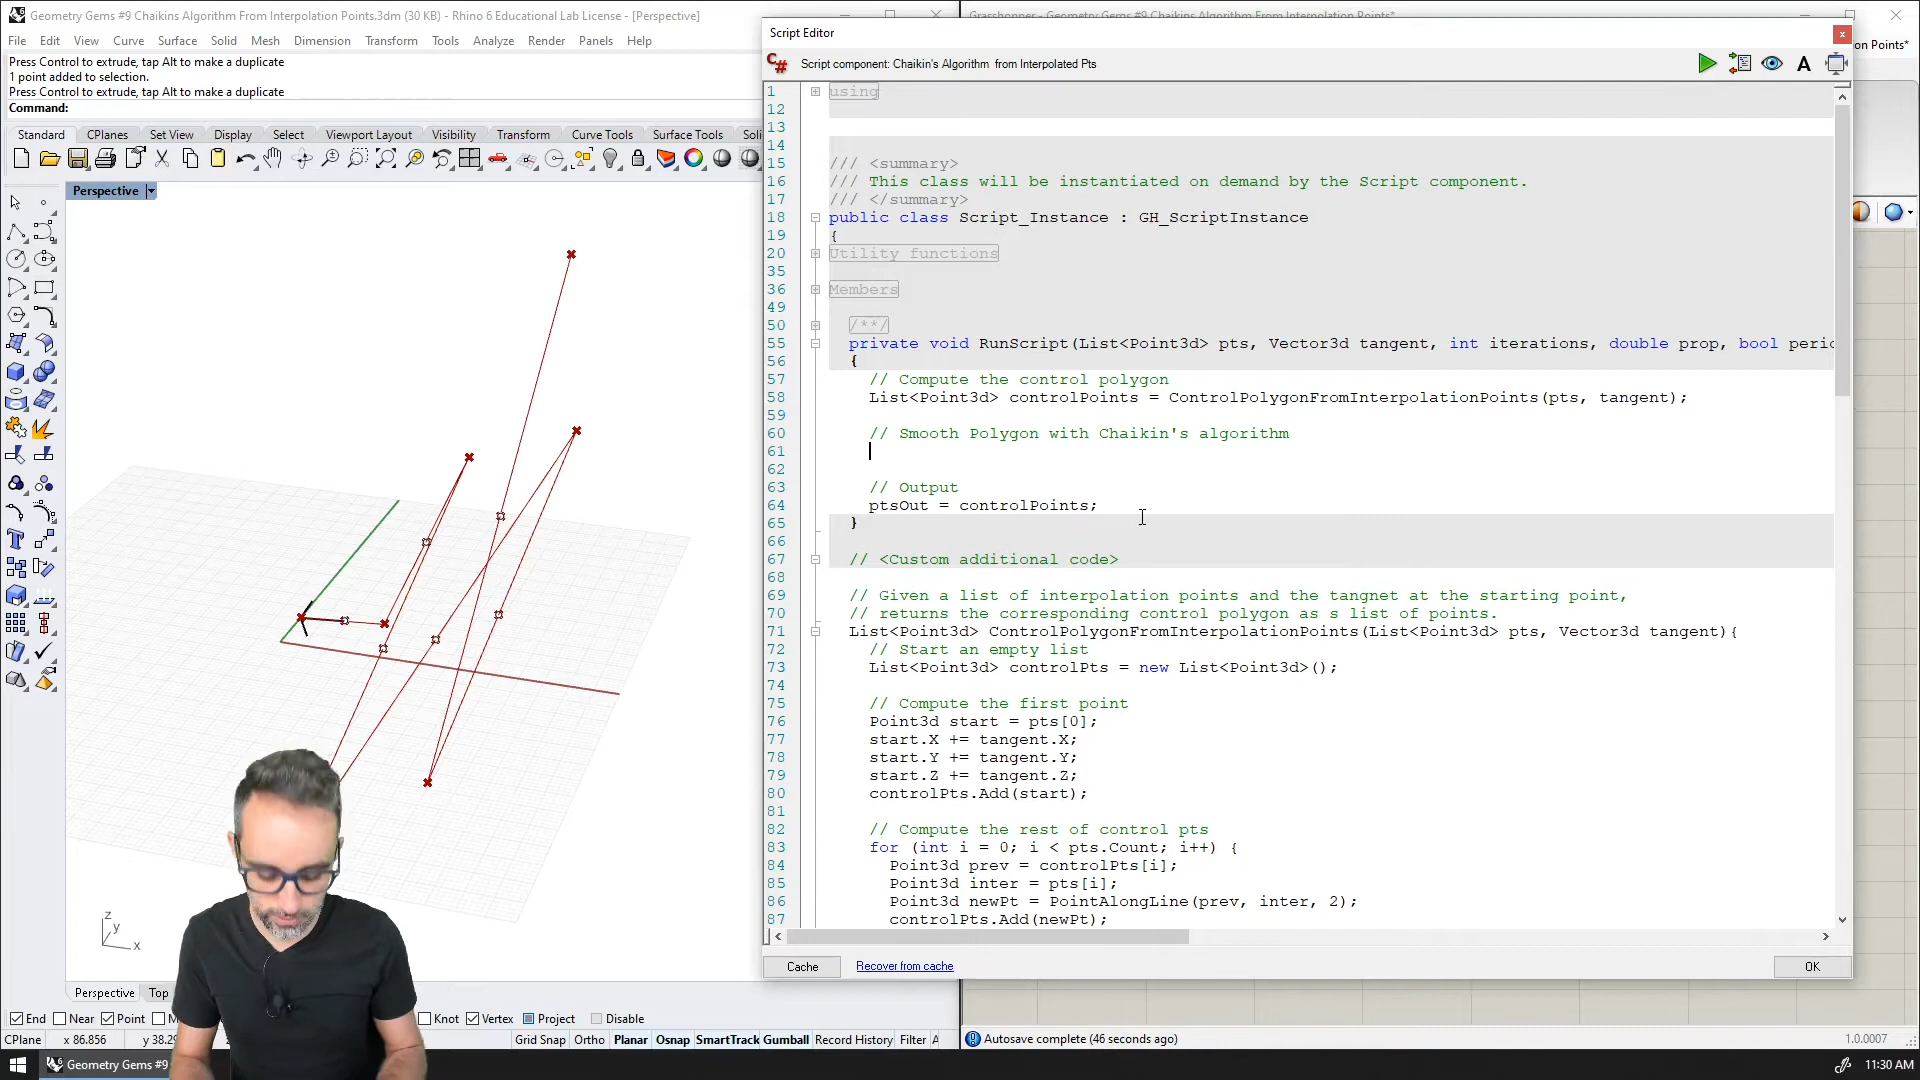 Geometry Gems #9 Chaikins Algorithm From Interpolation Points.3dm (30 KB) - Rhino 6 Educational Lab License - [Perspective]
File Edit View Curve Surface Solid Mesh Dimension Transform Tools Analyze Render Panels Help
Press Control to extrude, tap Alt to make a duplicate
1 point added to selection.
Press Control to extrude, tap Alt to make a duplicate
Command:
Standard CPlanes Set View Display Select Viewport Layout Visibility Transform Curve Tools Surface Tools Soli
Perspective
z
y
x
Perspective Top
End Near Point Knot Vertex Project Disable
CPlane x 86.856 y 38.29 Grid Snap Ortho Planar Osnap SmartTrack Gumball Record History Filter A
Geometry Gems #9
Grasshopper - Geometry Gems #9 Chaikins Algorithm From Interpolation Points*
on Points*
Script Editor
C# Script component: Chaikin's Algorithm from Interpolated Pts
A
1 using
12
13
14
15 /// <summary>
16 /// This class will be instantiated on demand by the Script component.
17 /// </summary>
18 public class Script_Instance : GH_ScriptInstance
19 {
20 Utility functions
35
36 Members
49
50 /**/
55 private void RunScript(List<Point3d> pts, Vector3d tangent, int iterations, double prop, bool peri
56 {
57 // Compute the control polygon
58 List<Point3d> controlPoints = ControlPolygonFromInterpolationPoints(pts, tangent);
59
60 // Smooth Polygon with Chaikin's algorithm
61
62
63 // Output
64 ptsOut = controlPoints;
65 }
66
67 // <Custom additional code>
68
69 // Given a list of interpolation points and the tangnet at the starting point,
70 // returns the corresponding control polygon as s list of points.
71 List<Point3d> ControlPolygonFromInterpolationPoints(List<Point3d> pts, Vector3d tangent){
72 // Start an empty list
73 List<Point3d> controlPts = new List<Point3d>();
74
75 // Compute the first point
76 Point3d start = pts[0];
77 start.X += tangent.X;
78 start.Y += tangent.Y;
79 start.Z += tangent.Z;
80 controlPts.Add(start);
81
82 // Compute the rest of control pts
83 for (int i = 0; i < pts.Count; i++) {
84 Point3d prev = controlPts[i];
85 Point3d inter = pts[i];
86 Point3d newPt = PointAlongLine(prev, inter, 2);
87 controlPts.Add(newPt);
Cache Recover from cache OK
Autosave complete (46 seconds ago) 1.0.0007
11:30 AM